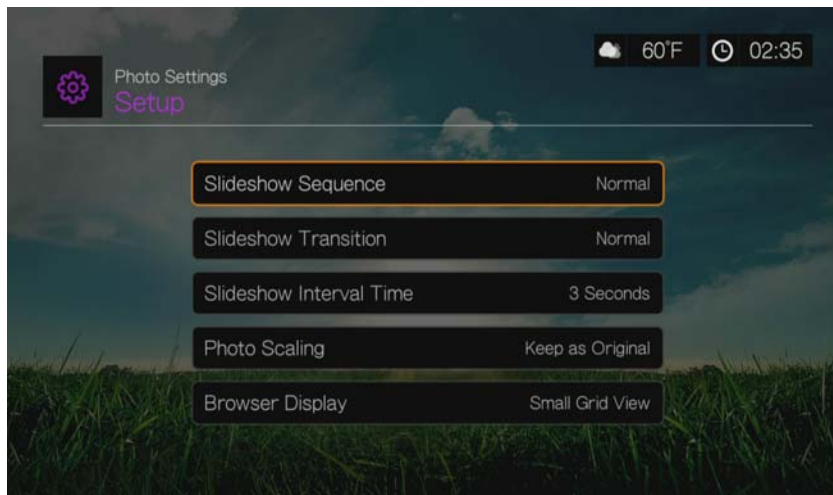 60°F 02:35
Photo Settings
Setup
Slideshow Sequence Normal
Slideshow Transition Normal
Slideshow Interval Time 3 Seconds
Photo Scaling Keep as Original
Browser Display Small Grid View